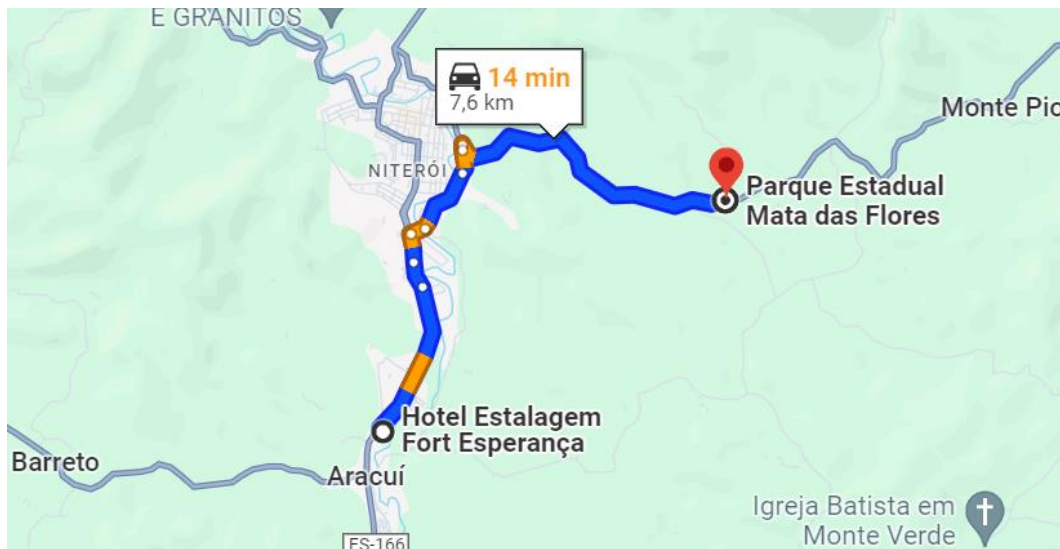 E GRANITOS
14 min
7,6 km
Monte Pio
NITERÓI
Parque Estadual
Mata das Flores
Hotel Estalagem
Fort Esperança
Barreto
Aracuí
Igreja Batista em
Monte Verde
ES-166